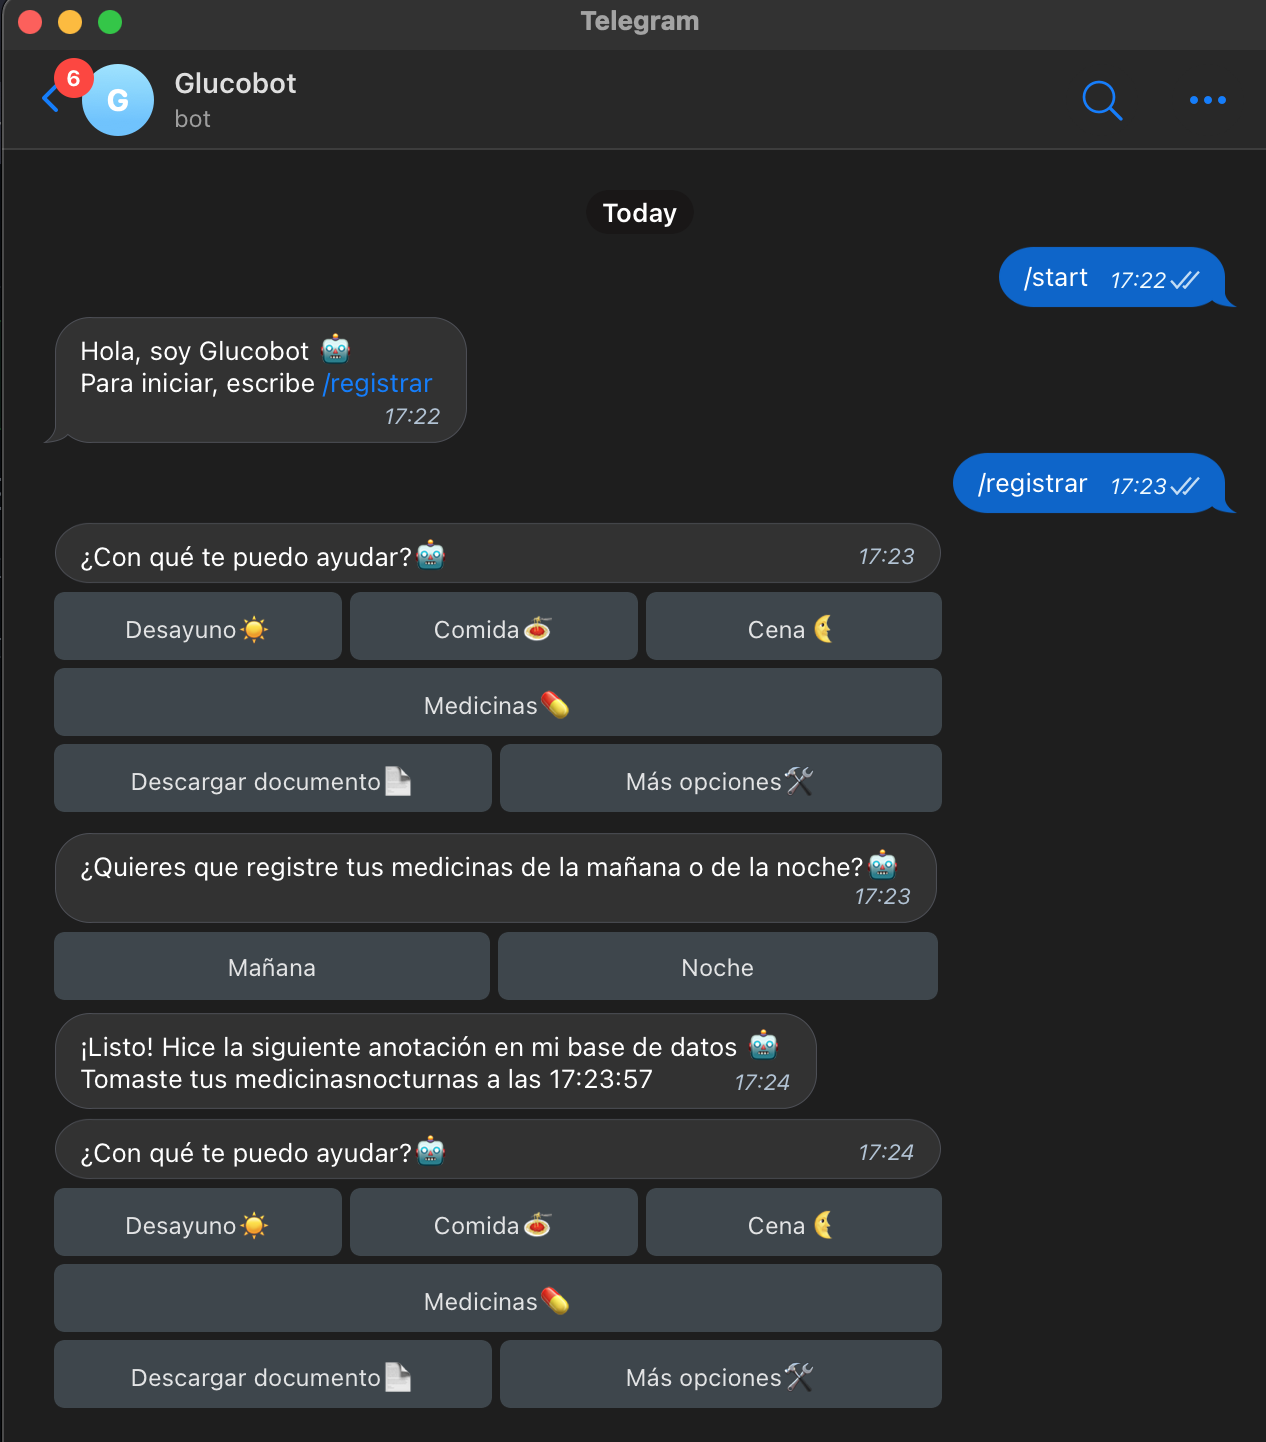 Telegram
6
G
Glucobot
bot
Today
/start 17:22
Hola, soy Glucobot 🤖
Para iniciar, escribe /registrar
17:22
/registrar 17:23
¿Con qué te puedo ayudar?🤖 17:23
Desayuno☀️ Comida🍝 Cena🌜
Medicinas💊
Descargar documento📄 Más opciones🛠
¿Quieres que registre tus medicinas de la mañana o de la noche?🤖
17:23
Mañana Noche
¡Listo! Hice la siguiente anotación en mi base de datos 🤖
Tomaste tus medicinasnocturnas a las 17:23:57 17:24
¿Con qué te puedo ayudar?🤖 17:24
Desayuno☀️ Comida🍝 Cena🌜
Medicinas💊
Descargar documento📄 Más opciones🛠